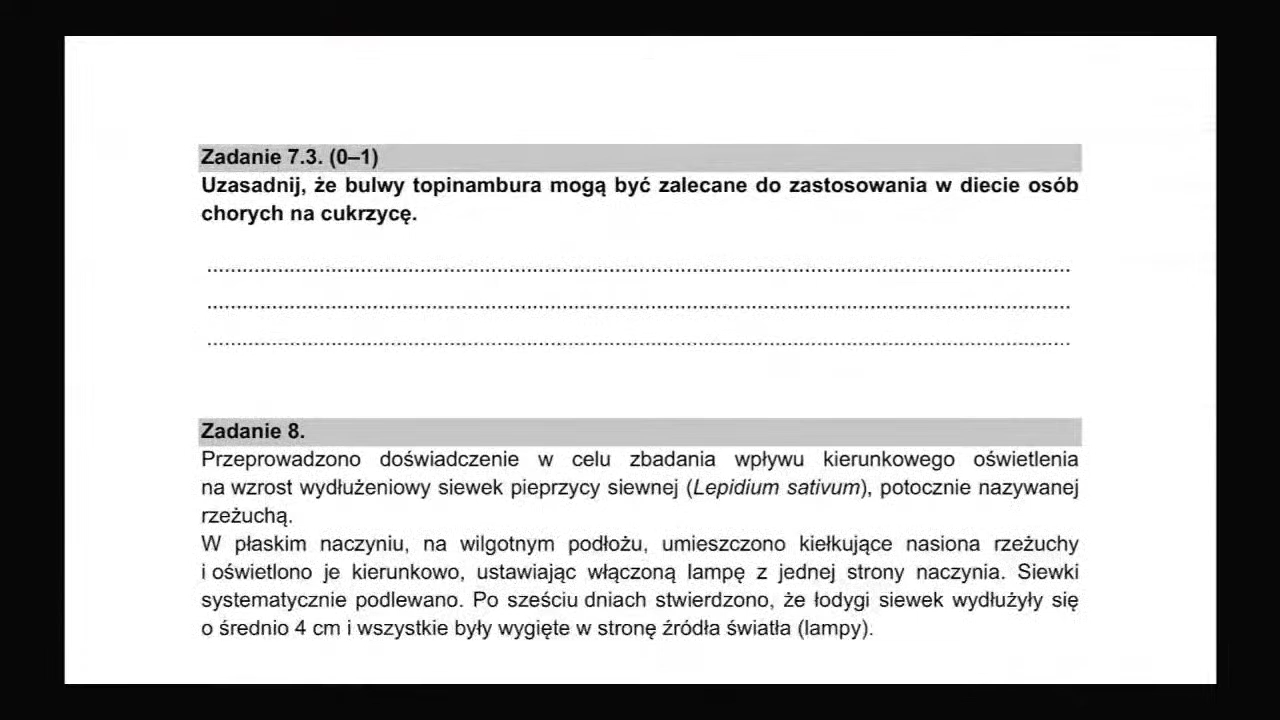 Zadanie 7.3. (0–1)
Uzasadnij, że bulwy topinambura mogą być zalecane do zastosowania w diecie osób
chorych na cukrzycę.
Zadanie 8.
Przeprowadzono doświadczenie w celu zbadania wpływu kierunkowego oświetlenia
na wzrost wydłużeniowy siewek pieprzycy siewnej (Lepidium sativum), potocznie nazywanej
rzeżuchą.
W płaskim naczyniu, na wilgotnym podłożu, umieszczono kiełkujące nasiona rzeżuchy
i oświetlono je kierunkowo, ustawiając włączoną lampę z jednej strony naczynia. Siewki
systematycznie podlewano. Po sześciu dniach stwierdzono, że łodygi siewek wydłużyły się
o średnio 4 cm i wszystkie były wygięte w stronę źródła światła (lampy).